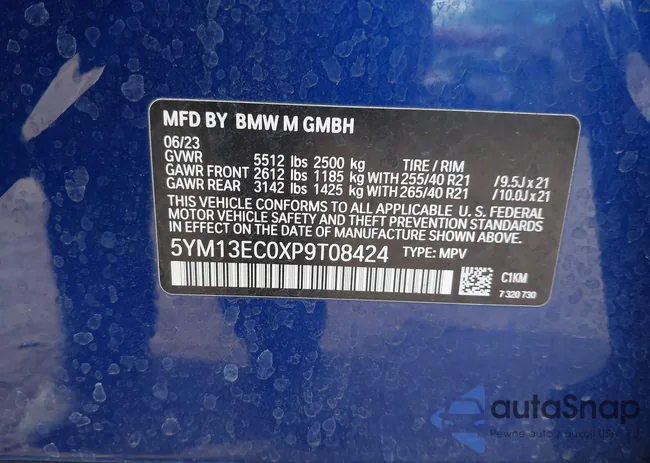 MFD BY BMW M GMBH
06/23
GVWR 5512 lbs 2500 kg TIRE / RIM
GAWR FRONT 2612 lbs 1185 kg WITH 255/40 R21 /9.5J x 21
GAWR REAR 3142 lbs 1425 kg WITH 265/40 R21 /10.0J x 21
THIS VEHICLE CONFORMS TO ALL APPLICABLE U. S. FEDERAL
MOTOR VEHICLE SAFETY AND THEFT PREVENTION STANDARDS
IN EFFECT ON THE DATE OF MANUFACTURE SHOWN ABOVE.
5YM13EC0XP9T08424 TYPE: MPV
C1KM
7 320 730
autaSnap
Pewne auto z aukcji